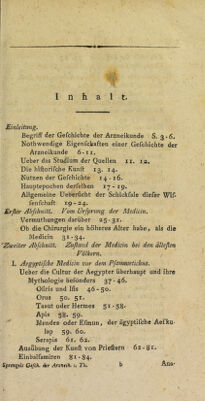 Inhalt.
Einleitung.
Begriff der Geſchichte der Arzneikunde S. 3-6.
Nothwendige Eigenſchaften einer Geſchichte der
Arzneikunde 6-11.
Ueber das Studium der Quellen 11. 12.
Die hiſtoriſche Kunſt 13. 14.
Nutzen der Geſchichte 14-16.
Hauptepochen derſelben 17-19.
Allgemeine Ueberſicht der Schickſale dieſer Wiſ-
ſenſchaft 19-24.
Erſter Abſchnitt. Vom Urſprung der Medicin.
Vermuthungen darüber 25-31.
Ob die Chirurgie ein höheres Alter habe, als die
Medicin 31-34.
Zweiter Abſchnitt. Zuſtand der Medicin bei den älteſten
Völkern.
I. Aegyptiſche Medicin vor dem Pſammetichus.
Ueber die Cultur der Aegypter überhaupt und ihre
Mythologie beſonders 37-46.
Oſiris und Iſis 46-50.
Orus 50. 51.
Taaut oder Hermes 51-58.
Apis 58. 59.
Mendes oder Eſmun, der ägyptiſche Aeſku-
lap 59. 60.
Serapis 61. 62.
Ausübung der Kunſt von Prieſtern 62-81.
Einbalſamiren 81-84.
Sprengels Geſch. der Arzneik. 1. Th. b Aus-